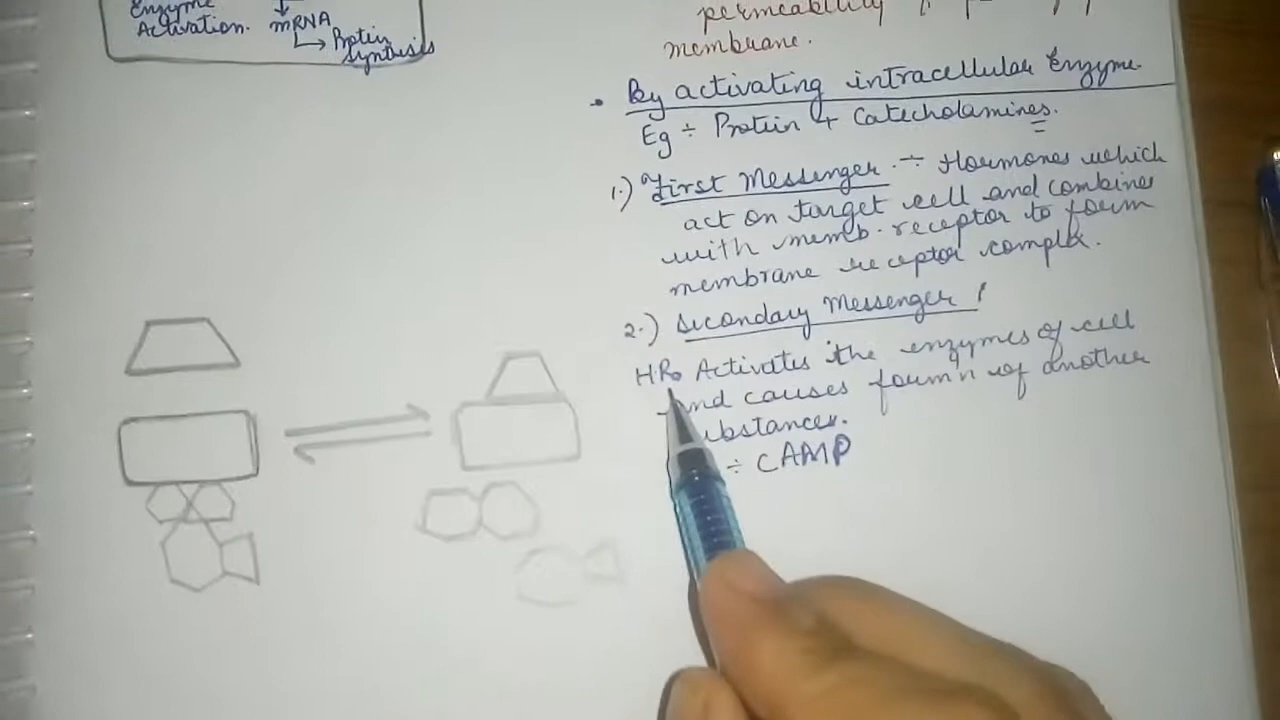 Enzyme
Activation.
mRNA
Protein
synthesis
permeability
membrane.
• By activating intracellular Enzyme.
Eg ÷ Protein + Catecholamines.
1.) First Messenger ÷ Hormones which
act on target cell and combines
with memb. receptor to form
membrane receptor complex.
2.) Secondary Messenger
HR Activates the enzymes of cell
and causes form'n of another
substances.
÷ CAMP